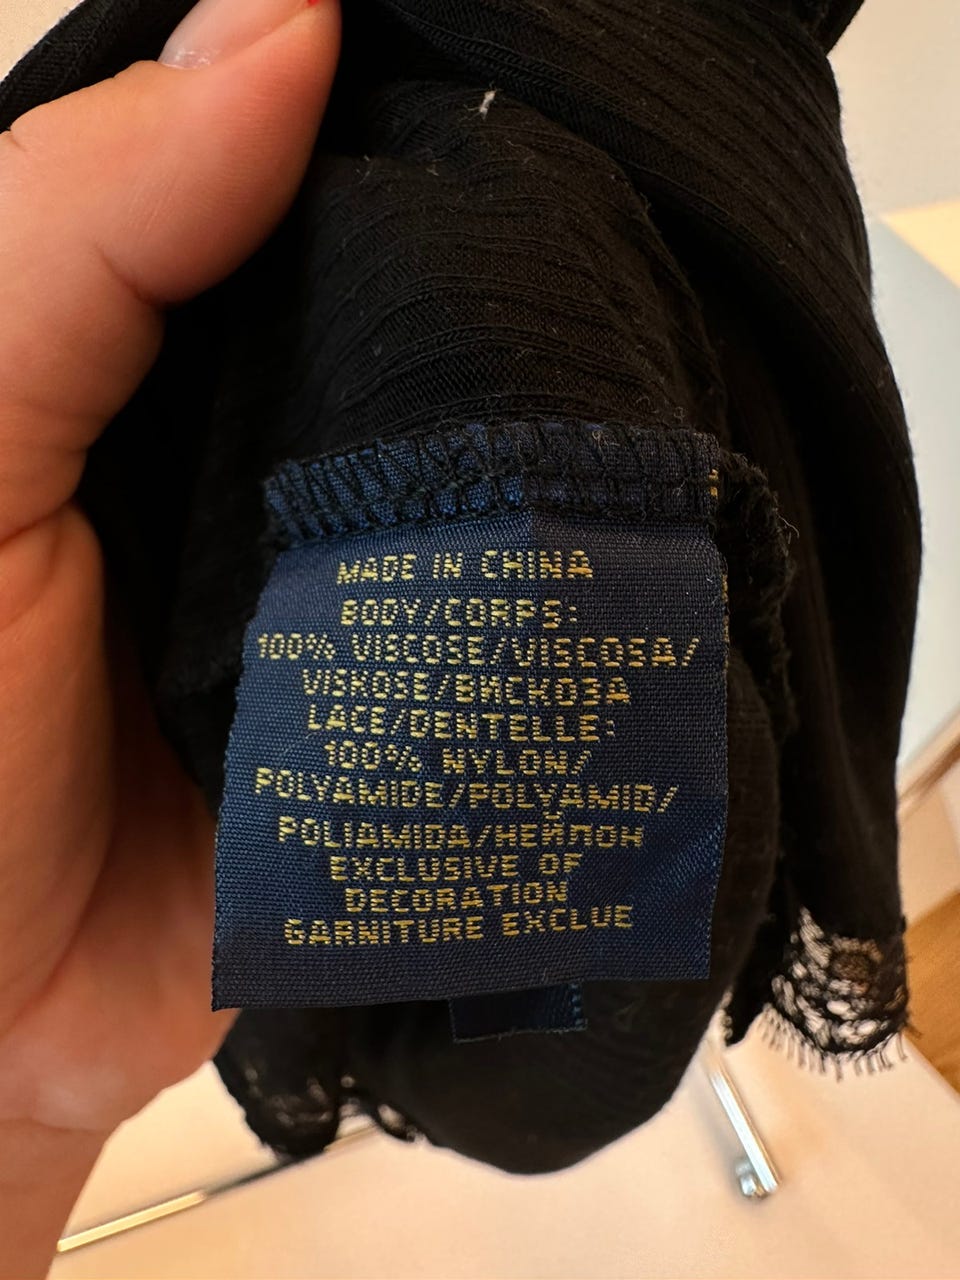 MADE IN CHINA
BODY/CORPS:
100% VISCOSE/VISCOSA/
VISKOSE/ВИСКОЗА
LACE/DENTELLE:
100% NYLON/
POLYAMIDE/POLYAMID/
POLIAMIDA/НЕЙЛОН
EXCLUSIVE OF
DECORATION
GARNITURE EXCLUE